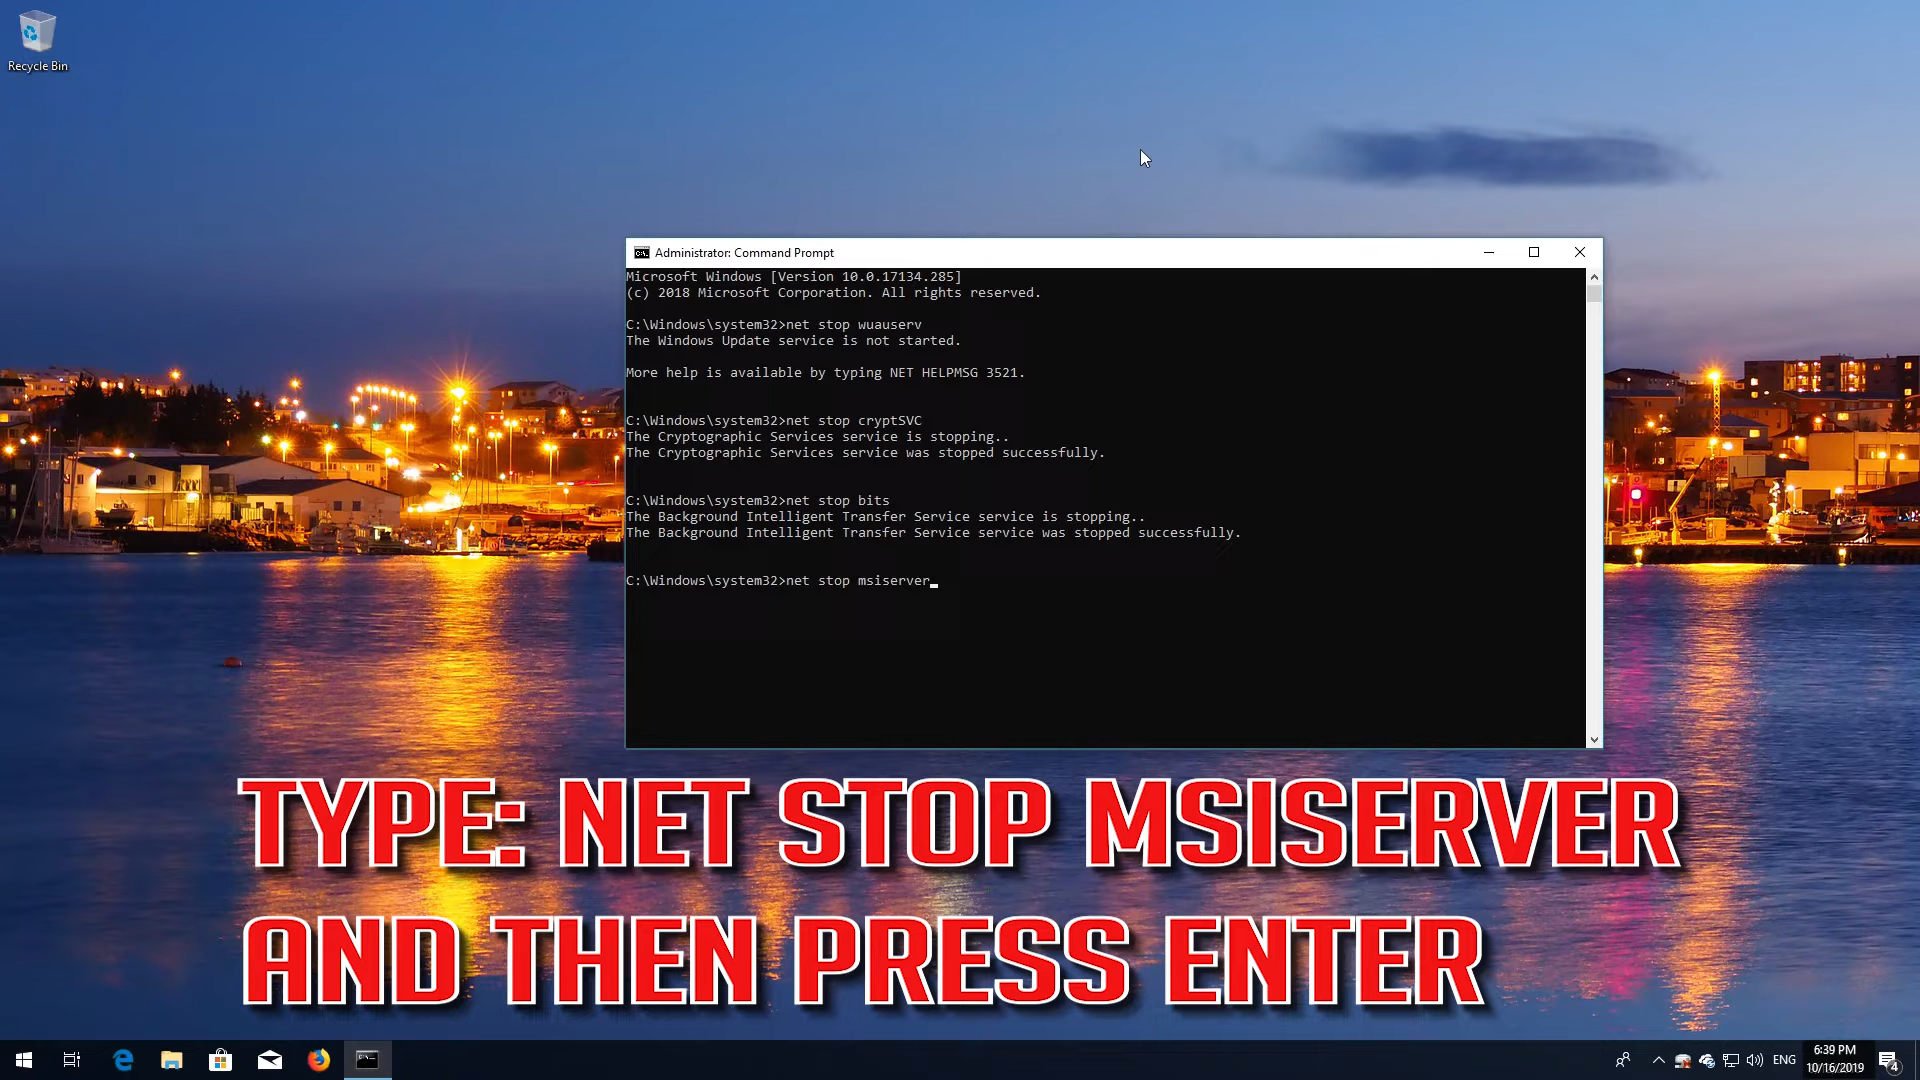 Recycle Bin
Administrator: Command Prompt
Microsoft Windows [Version 10.0.17134.285]
(c) 2018 Microsoft Corporation. All rights reserved.
C:\Windows\system32>net stop wuauserv
The Windows Update service is not started.
More help is available by typing NET HELPMSG 3521.
C:\Windows\system32>net stop cryptSVC
The Cryptographic Services service is stopping..
The Cryptographic Services service was stopped successfully.
C:\Windows\system32>net stop bits
The Background Intelligent Transfer Service service is stopping..
The Background Intelligent Transfer Service service was stopped successfully.
C:\Windows\system32>net stop msiserver_
TYPE: NET STOP MSISERVER
AND THEN PRESS ENTER
ENG
6:39 PM
10/16/2019
4